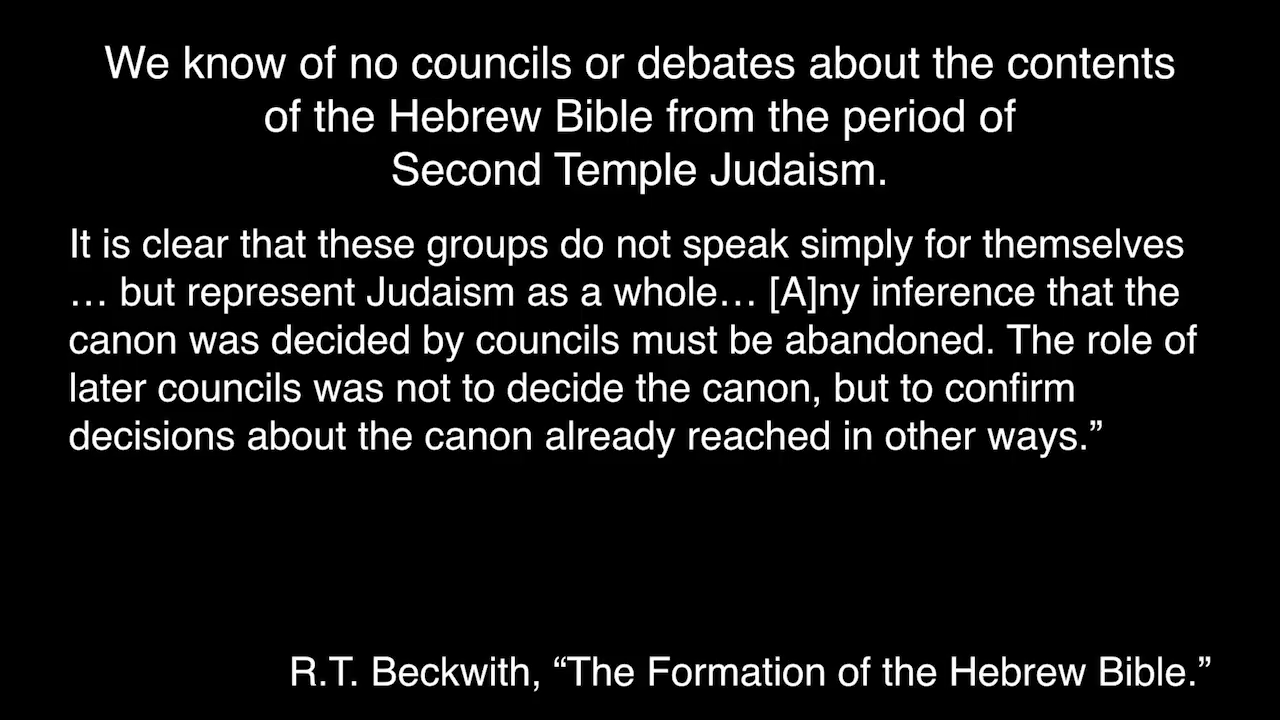 We know of no councils or debates about the contents
of the Hebrew Bible from the period of
Second Temple Judaism.
It is clear that these groups do not speak simply for themselves
… but represent Judaism as a whole… [A]ny inference that the
canon was decided by councils must be abandoned. The role of
later councils was not to decide the canon, but to confirm
decisions about the canon already reached in other ways.”
R.T. Beckwith, “The Formation of the Hebrew Bible.”